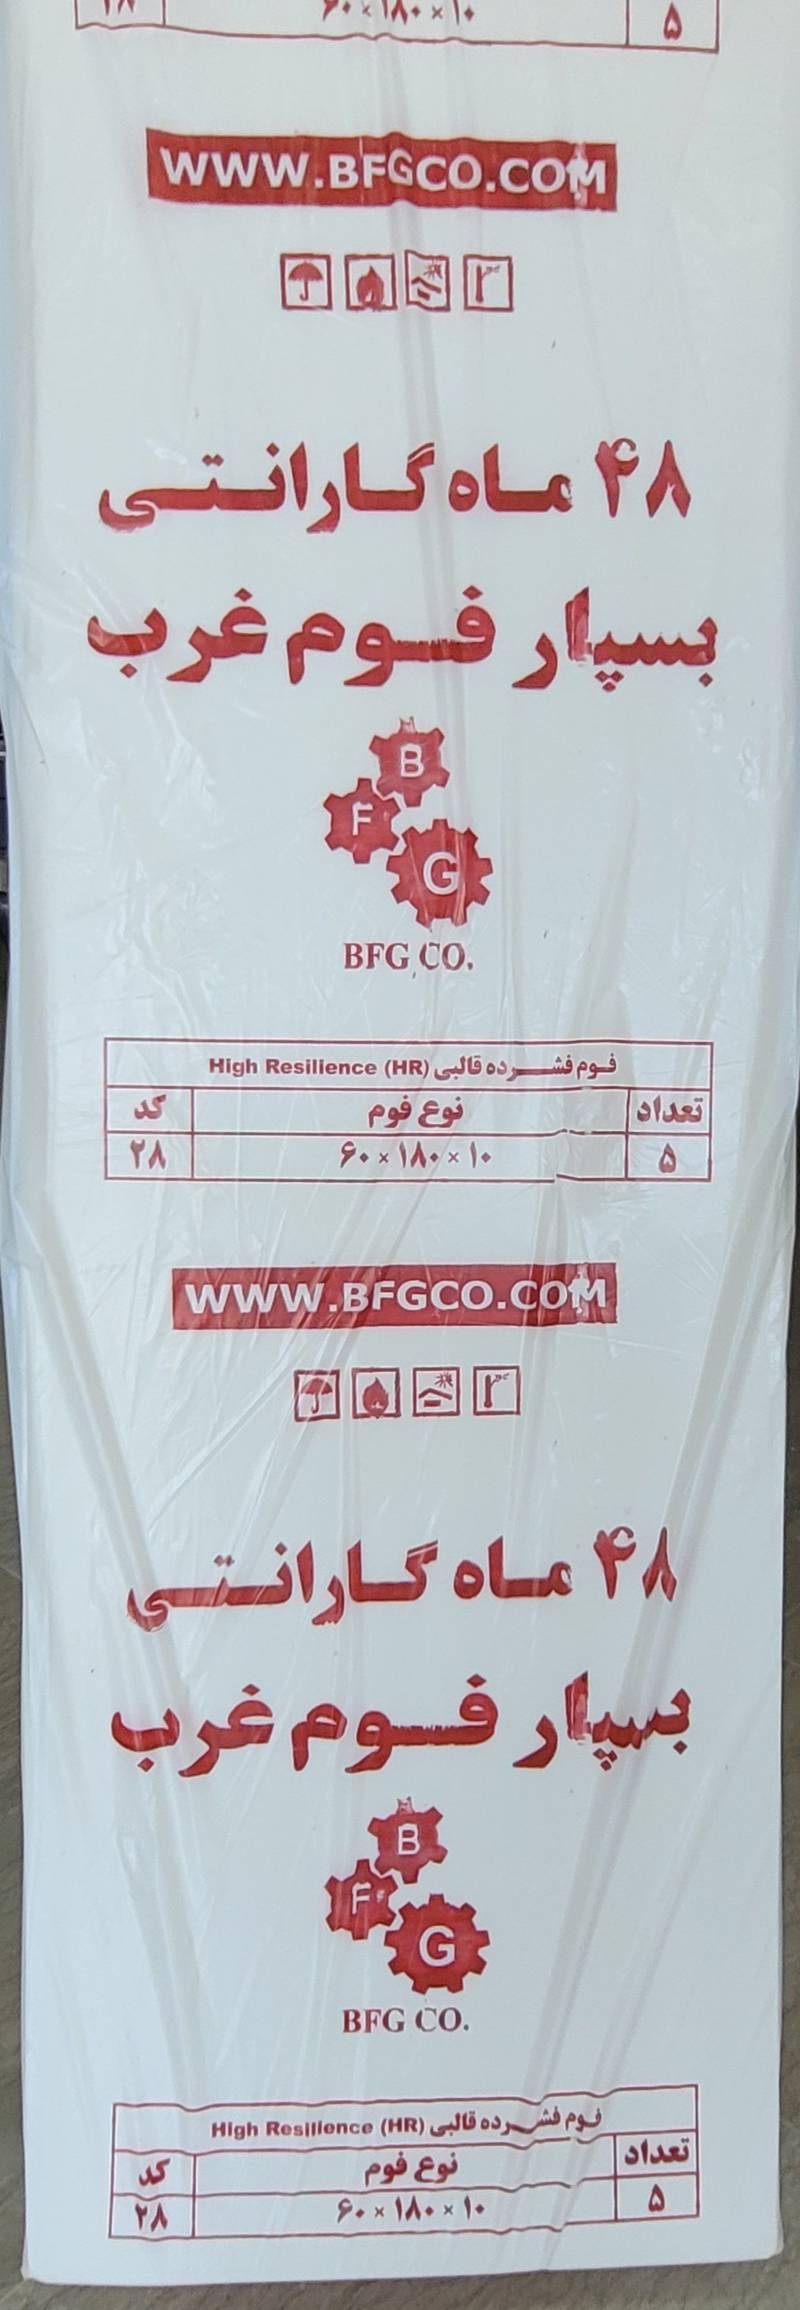 ۵ ۶۰×۱۸۰×۱۰ ۲۸
WWW.BFGCO.COM
۴۸ ماه گارانتی
بسپار فوم غرب
B
F
G
BFG CO.
فوم فشرده قالبی High Resilience (HR)
تعداد نوع فوم کد
۵ ۶۰×۱۸۰×۱۰ ۲۸
WWW.BFGCO.COM
۴۸ ماه گارانتی
بسپار فوم غرب
B
F
G
BFG CO.
فوم فشرده قالبی High Resilience (HR)
تعداد نوع فوم کد
۵ ۶۰×۱۸۰×۱۰ ۲۸